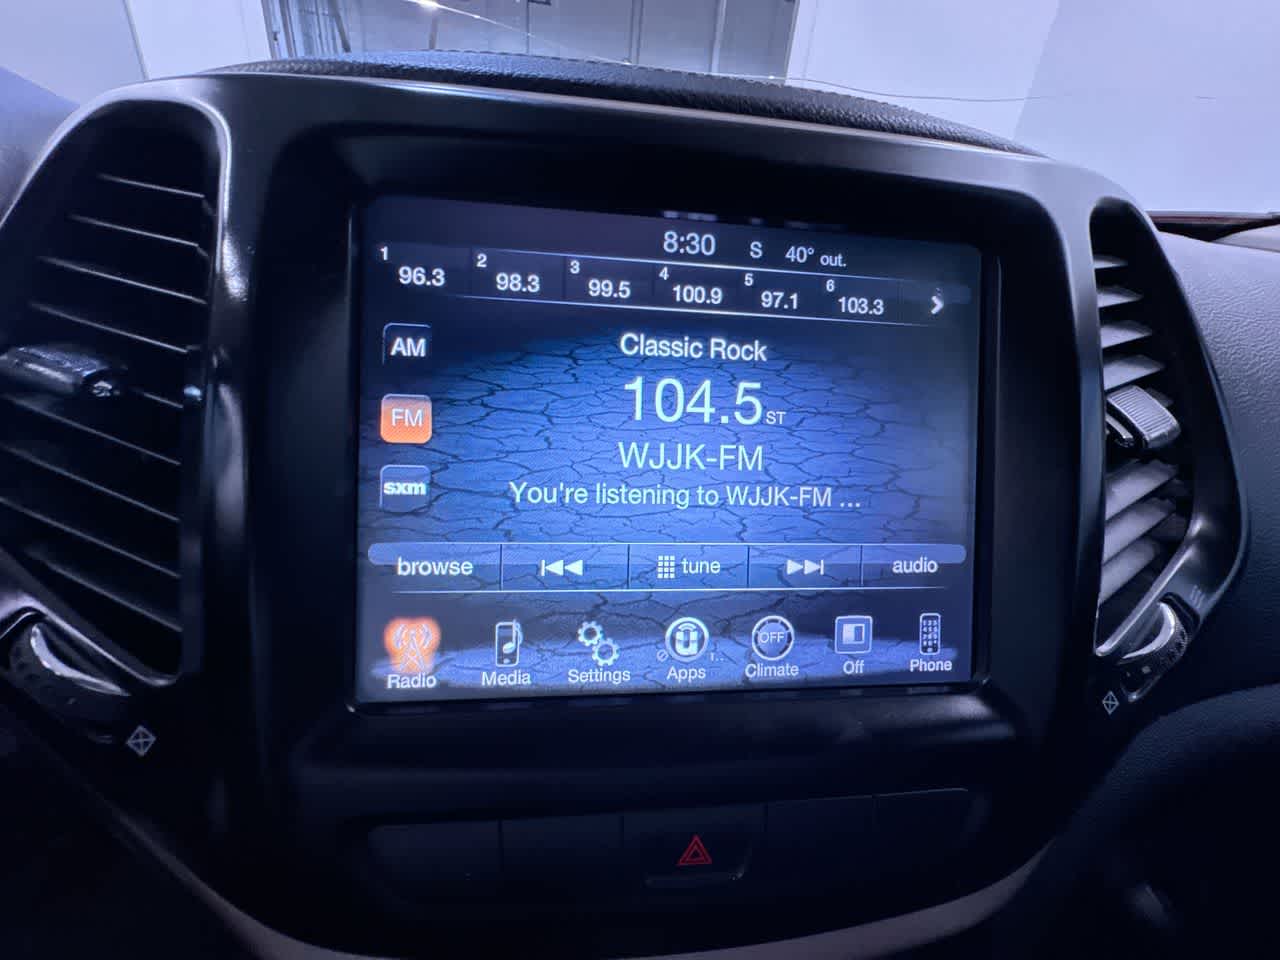 8:30 S 40° out.
1 96.3 2 98.3 3 99.5 4 100.9 5 97.1 6 103.3
AM
Classic Rock
FM
104.5 ST
WJJK-FM
sxm
You're listening to WJJK-FM ...
browse tune audio
OFF
Radio Media Settings Apps Climate Off Phone